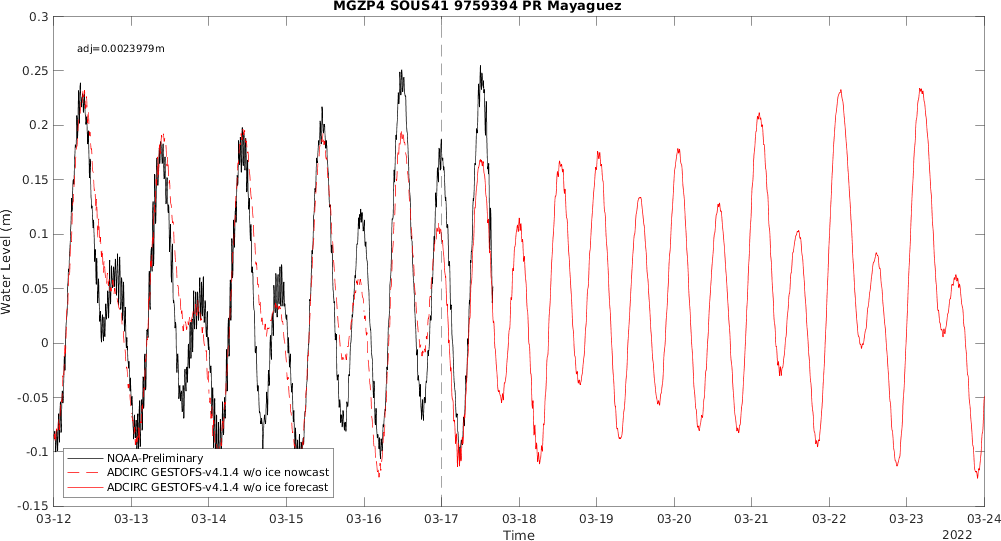 MGZP4 SOUS41 9759394 PR Mayaguez
adj=0.0023979m
0.3
0.25
0.2
0.15
0.1
0.05
0
-0.05
-0.1
-0.15
Water Level (m)
NOAA-Preliminary
ADCIRC GESTOFS-v4.1.4 w/o ice nowcast
ADCIRC GESTOFS-v4.1.4 w/o ice forecast
03-12 03-13 03-14 03-15 03-16 03-17 03-18 03-19 03-20 03-21 03-22 03-23 03-24
Time
2022